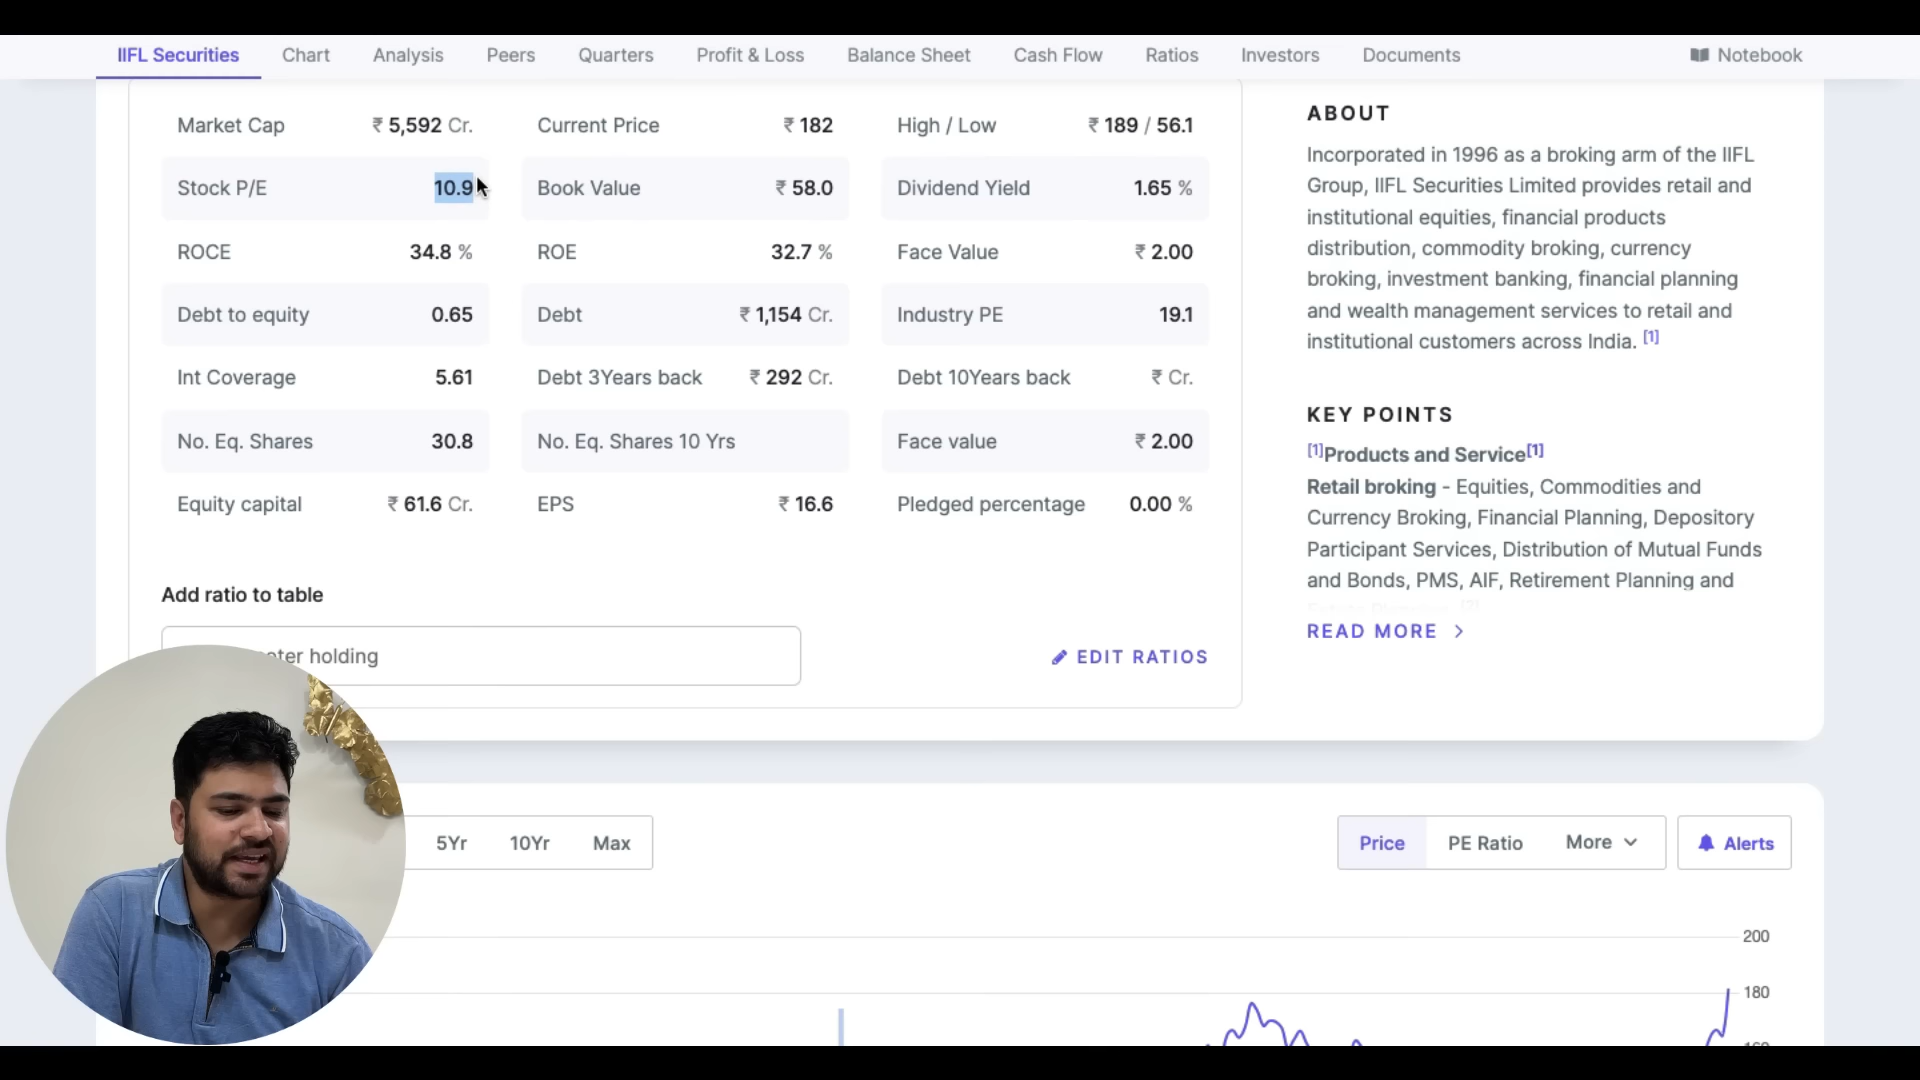 IIFL Securities Chart Analysis Peers Quarters Profit & Loss Balance Sheet Cash Flow Ratios Investors Documents Notebook
Market Cap ₹ 5,592 Cr. Current Price ₹ 182 High / Low ₹ 189 / 56.1
Stock P/E 10.9 Book Value ₹ 58.0 Dividend Yield 1.65 %
ROCE 34.8 % ROE 32.7 % Face Value ₹ 2.00
Debt to equity 0.65 Debt ₹ 1,154 Cr. Industry PE 19.1
Int Coverage 5.61 Debt 3Years back ₹ 292 Cr. Debt 10Years back ₹ Cr.
No. Eq. Shares 30.8 No. Eq. Shares 10 Yrs Face value ₹ 2.00
Equity capital ₹ 61.6 Cr. EPS ₹ 16.6 Pledged percentage 0.00 %
Add ratio to table
holding
EDIT RATIOS
ABOUT
Incorporated in 1996 as a broking arm of the IIFL
Group, IIFL Securities Limited provides retail and
institutional equities, financial products
distribution, commodity broking, currency
broking, investment banking, financial planning
and wealth management services to retail and
institutional customers across India. [1]
KEY POINTS
[1]Products and Service[1]
Retail broking - Equities, Commodities and
Currency Broking, Financial Planning, Depository
Participant Services, Distribution of Mutual Funds
and Bonds, PMS, AIF, Retirement Planning and
READ MORE
5Yr 10Yr Max
Price PE Ratio More Alerts
200
180